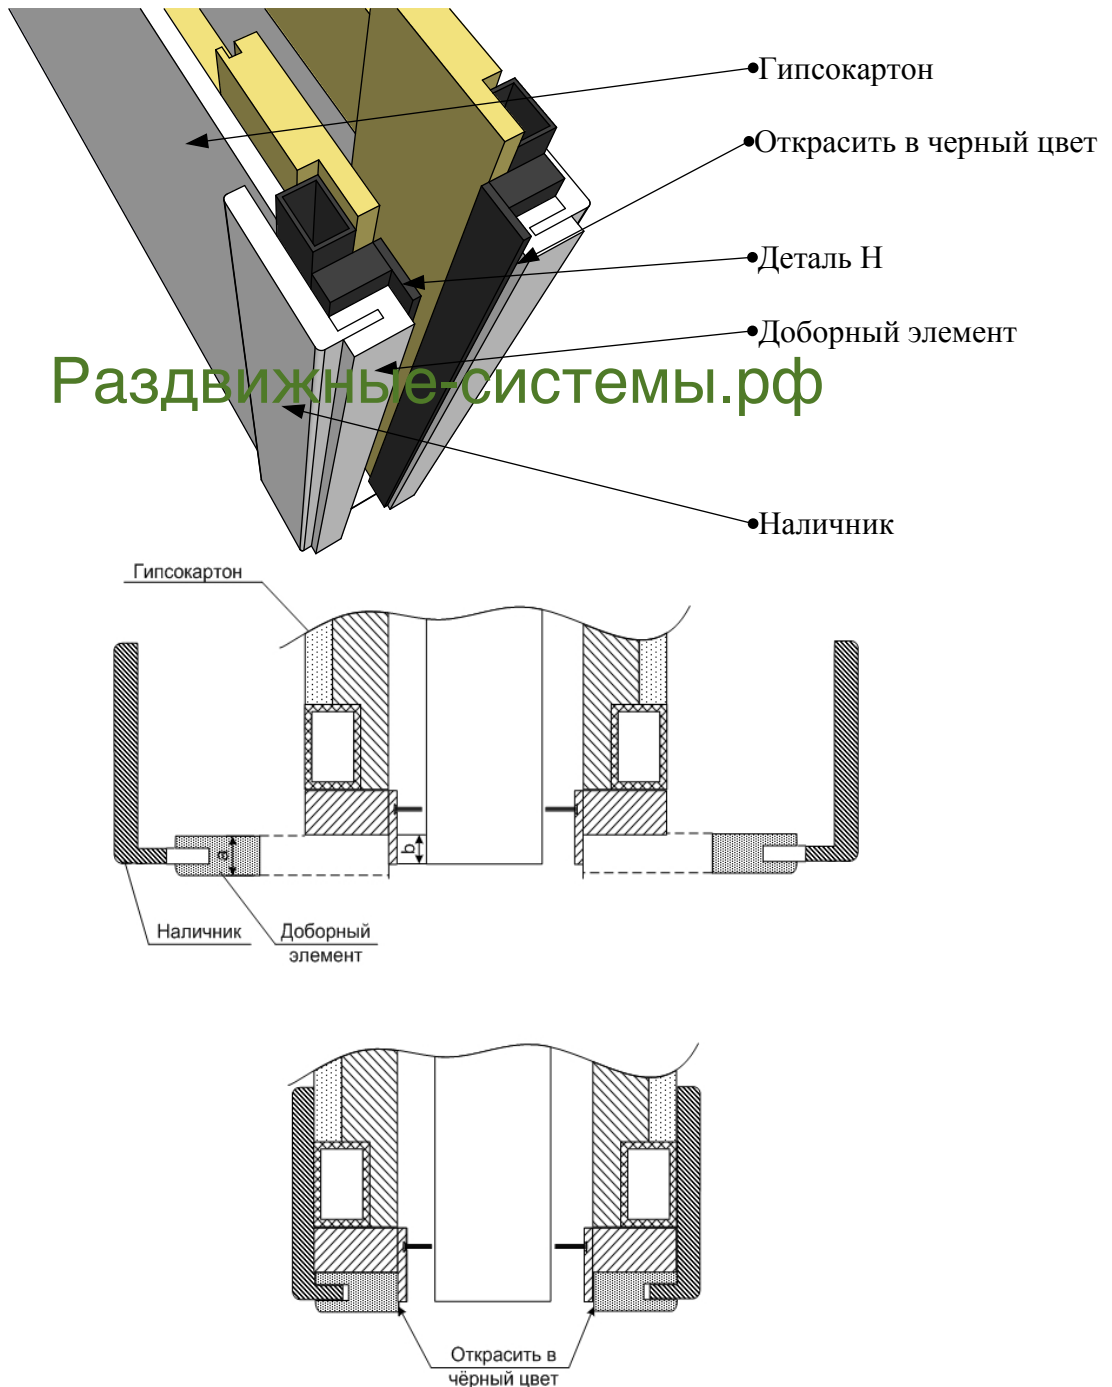 Гипсокартон
Открасить в черный цвет
Деталь Н
Доборный элемент
Раздвижные-системы.рф
Наличник
Гипсокартон
a
b
Наличник
Доборный
элемент
Открасить в
чёрный цвет